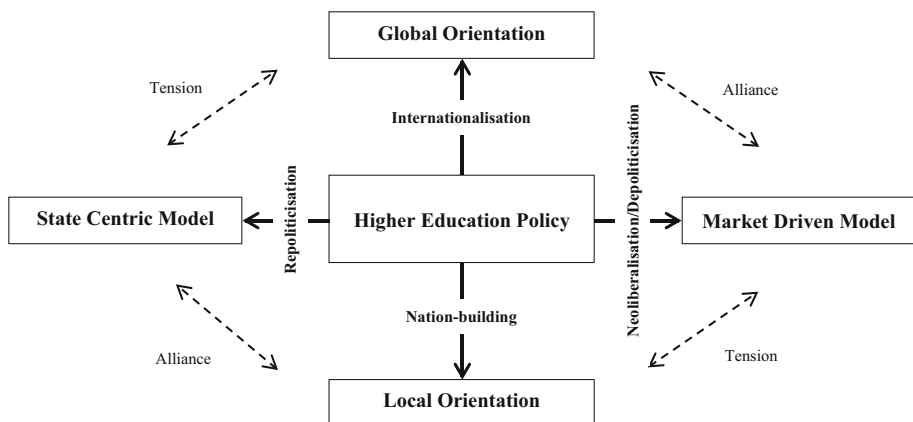 Global Orientation
Tension
Alliance
Internationalisation
Neoliberalisation/Depoliticisation
Repoliticisation
State Centric Model
Higher Education Policy
Market Driven Model
Nation-building
Alliance
Tension
Local Orientation